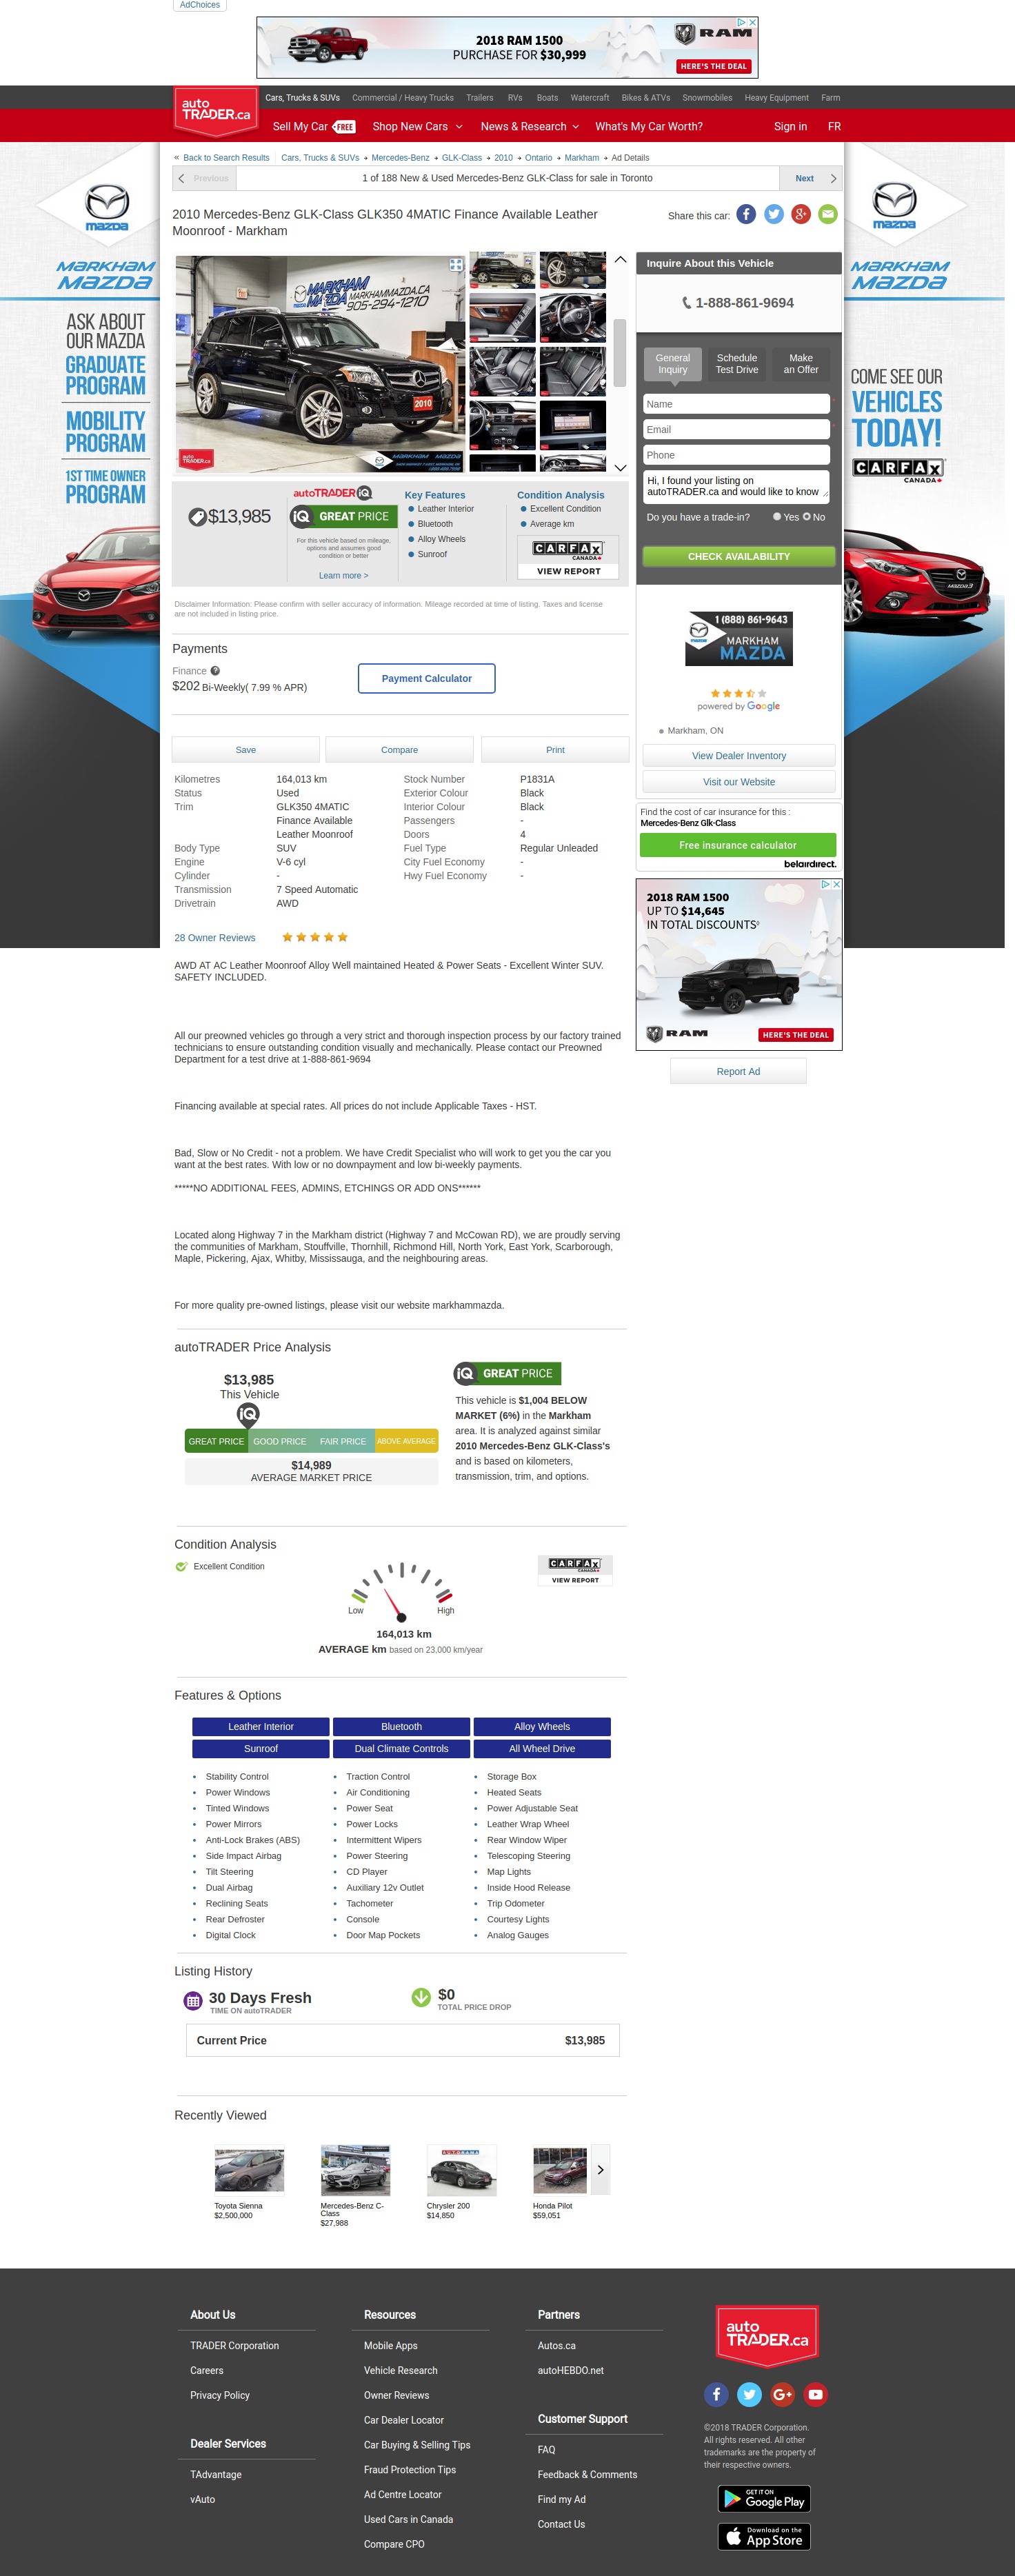 AdChoices
2018 RAM 1500
PURCHASE FOR $30,999
RAM
HERE'S THE DEAL
auto
TRADER.ca
Cars, Trucks & SUVs Commercial / Heavy Trucks Trailers RVs Boats Watercraft Bikes & ATVs Snowmobiles Heavy Equipment Farm
Sell My Car FREE Shop New Cars News & Research What's My Car Worth? Sign in FR
« Back to Search Results Cars, Trucks & SUVs Mercedes-Benz GLK-Class 2010 Ontario Markham Ad Details
Previous 1 of 188 New & Used Mercedes-Benz GLK-Class for sale in Toronto Next
2010 Mercedes-Benz GLK-Class GLK350 4MATIC Finance Available Leather
Moonroof - Markham
Share this car:
mazda
MARKHAM
MAZDA
ASK ABOUT
OUR MAZDA
GRADUATE
PROGRAM
MOBILITY
PROGRAM
1ST TIME OWNER
PROGRAM
mazda
MARKHAM
MAZDA
COME SEE OUR
VEHICLES
TODAY!
CARFAX
CANADA
MAZDA3
MARKHAM
MAZDA
MARKHAMMAZDA.CA
905-294-1210
2010
auto
TRADER.ca
MARKHAM MAZDA
Inquire About this Vehicle
1-888-861-9694
General
Inquiry
Schedule
Test Drive
Make
an Offer
Name
Email
Phone
Hi, I found your listing on
autoTRADER.ca and would like to know
Do you have a trade-in? Yes No
CHECK AVAILABILITY
$13,985
autoTRADER iQ
iQ GREAT PRICE
For this vehicle based on mileage,
options and assumes good
condition or better
Learn more >
Key Features
Leather Interior
Bluetooth
Alloy Wheels
Sunroof
Condition Analysis
Excellent Condition
Average km
CARFAX
CANADA
VIEW REPORT
Disclaimer Information: Please confirm with seller accuracy of information. Mileage recorded at time of listing. Taxes and license
are not included in listing price.
1 (888) 861-9643
MARKHAM
MAZDA
powered by Google
Markham, ON
View Dealer Inventory
Visit our Website
Payments
Finance ?
$202 Bi-Weekly( 7.99 % APR)
Payment Calculator
Save Compare Print
Kilometres 164,013 km Stock Number P1831A
Status Used Exterior Colour Black
Trim GLK350 4MATIC Interior Colour Black
Finance Available Passengers -
Leather Moonroof Doors 4
Body Type SUV Fuel Type Regular Unleaded
Engine V-6 cyl City Fuel Economy -
Cylinder - Hwy Fuel Economy -
Transmission 7 Speed Automatic
Drivetrain AWD
Find the cost of car insurance for this :
Mercedes-Benz Glk-Class
Free insurance calculator
belairdirect.
2018 RAM 1500
UP TO $14,645
IN TOTAL DISCOUNTS◊
RAM
HERE'S THE DEAL
Report Ad
28 Owner Reviews
AWD AT AC Leather Moonroof Alloy Well maintained Heated & Power Seats - Excellent Winter SUV.
SAFETY INCLUDED.
All our preowned vehicles go through a very strict and thorough inspection process by our factory trained
technicians to ensure outstanding condition visually and mechanically. Please contact our Preowned
Department for a test drive at 1-888-861-9694
Financing available at special rates. All prices do not include Applicable Taxes - HST.
Bad, Slow or No Credit - not a problem. We have Credit Specialist who will work to get you the car you
want at the best rates. With low or no downpayment and low bi-weekly payments.
*****NO ADDITIONAL FEES, ADMINS, ETCHINGS OR ADD ONS******
Located along Highway 7 in the Markham district (Highway 7 and McCowan RD), we are proudly serving
the communities of Markham, Stouffville, Thornhill, Richmond Hill, North York, East York, Scarborough,
Maple, Pickering, Ajax, Whitby, Mississauga, and the neighbouring areas.
For more quality pre-owned listings, please visit our website markhammazda.
autoTRADER Price Analysis
$13,985
This Vehicle
iQ
GREAT PRICE GOOD PRICE FAIR PRICE ABOVE AVERAGE
$14,989
AVERAGE MARKET PRICE
iQ GREAT PRICE
This vehicle is $1,004 BELOW
MARKET (6%) in the Markham
area. It is analyzed against similar
2010 Mercedes-Benz GLK-Class's
and is based on kilometers,
transmission, trim, and options.
Condition Analysis
Excellent Condition
Low High
164,013 km
AVERAGE km based on 23,000 km/year
CARFAX
CANADA
VIEW REPORT
Features & Options
Leather Interior Bluetooth Alloy Wheels
Sunroof Dual Climate Controls All Wheel Drive
Stability Control Traction Control Storage Box
Power Windows Air Conditioning Heated Seats
Tinted Windows Power Seat Power Adjustable Seat
Power Mirrors Power Locks Leather Wrap Wheel
Anti-Lock Brakes (ABS) Intermittent Wipers Rear Window Wiper
Side Impact Airbag Power Steering Telescoping Steering
Tilt Steering CD Player Map Lights
Dual Airbag Auxiliary 12v Outlet Inside Hood Release
Reclining Seats Tachometer Trip Odometer
Rear Defroster Console Courtesy Lights
Digital Clock Door Map Pockets Analog Gauges
Listing History
30 Days Fresh
TIME ON autoTRADER
$0
TOTAL PRICE DROP
Current Price $13,985
Recently Viewed
AUTORAMA
Toyota Sienna
$2,500,000
Mercedes-Benz C-
Class
$27,988
Chrysler 200
$14,850
Honda Pilot
$59,051
About Us
TRADER Corporation
Careers
Privacy Policy
Dealer Services
TAdvantage
vAuto
Resources
Mobile Apps
Vehicle Research
Owner Reviews
Car Dealer Locator
Car Buying & Selling Tips
Fraud Protection Tips
Ad Centre Locator
Used Cars in Canada
Compare CPO
Partners
Autos.ca
autoHEBDO.net
Customer Support
FAQ
Feedback & Comments
Find my Ad
Contact Us
auto
TRADER.ca
©2018 TRADER Corporation.
All rights reserved. All other
trademarks are the property of
their respective owners.
GET IT ON
Google Play
Download on the
App Store